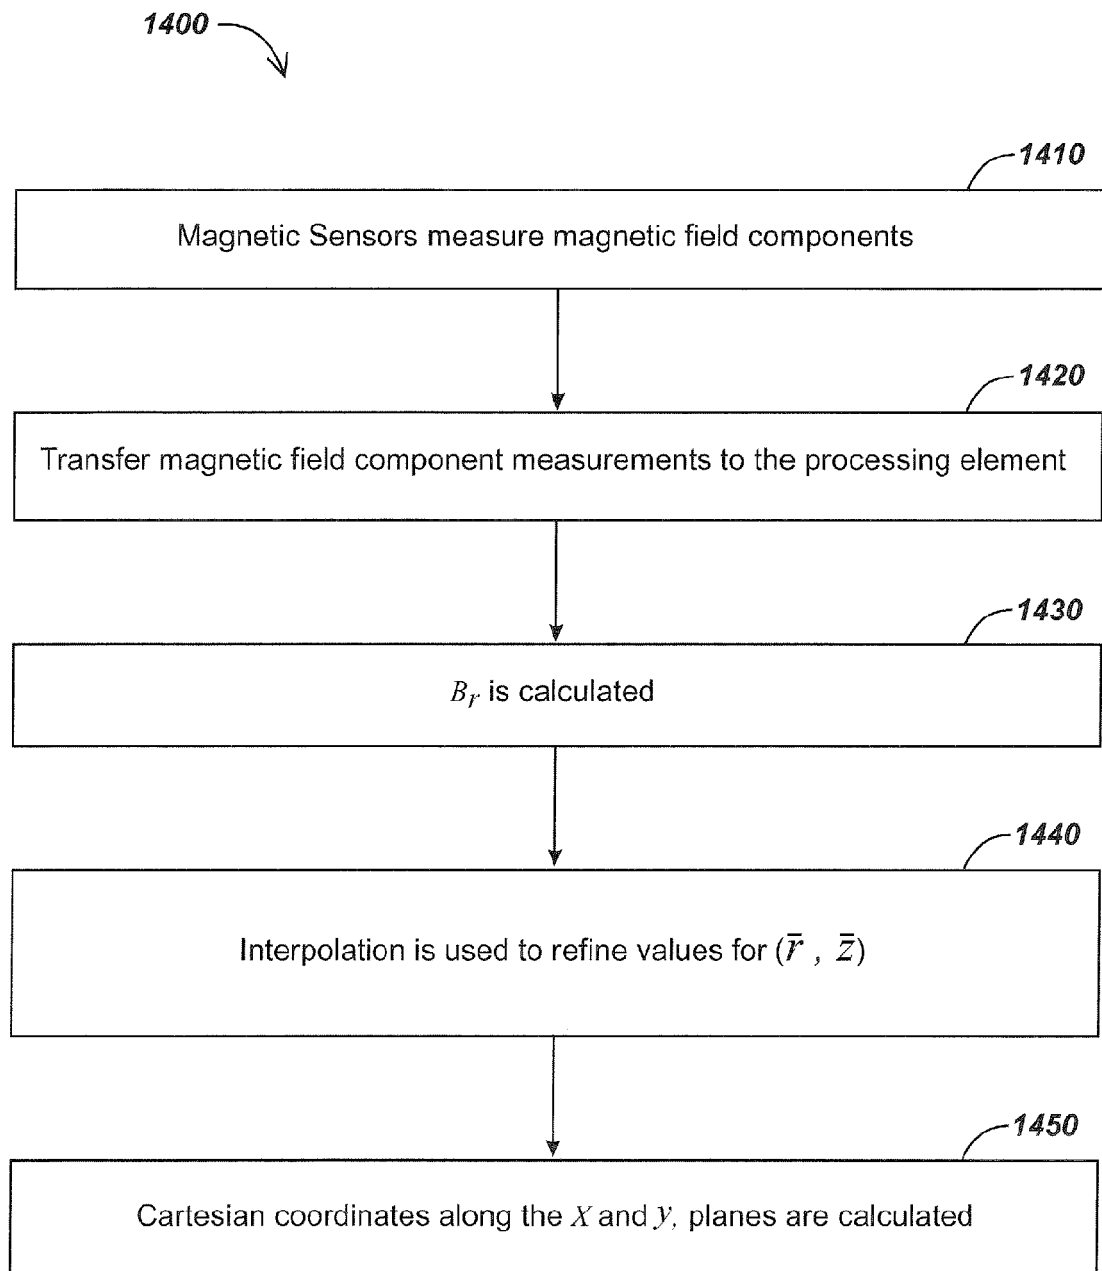 1400
1410
Magnetic Sensors measure magnetic field components
1420
Transfer magnetic field component measurements to the processing element
1430
Br is calculated
1440
Interpolation is used to refine values for (r̄ , z̄)
1450
Cartesian coordinates along the X and y, planes are calculated